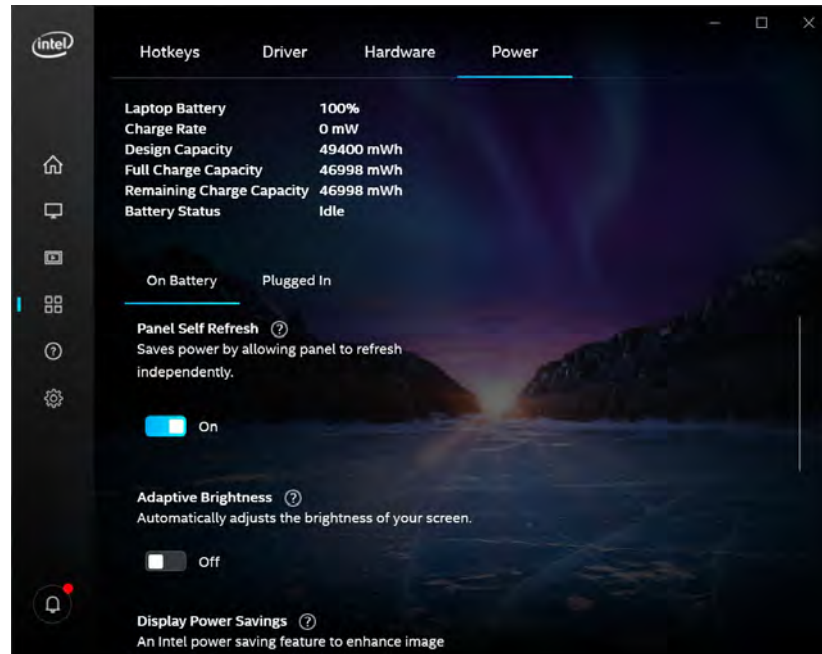 intel
Hotkeys Driver Hardware Power
Laptop Battery 100%
Charge Rate 0 mW
Design Capacity 49400 mWh
Full Charge Capacity 46998 mWh
Remaining Charge Capacity 46998 mWh
Battery Status Idle
On Battery Plugged In
Panel Self Refresh ?
Saves power by allowing panel to refresh
independently.
On
Adaptive Brightness ?
Automatically adjusts the brightness of your screen.
Off
Display Power Savings ?
An Intel power saving feature to enhance image